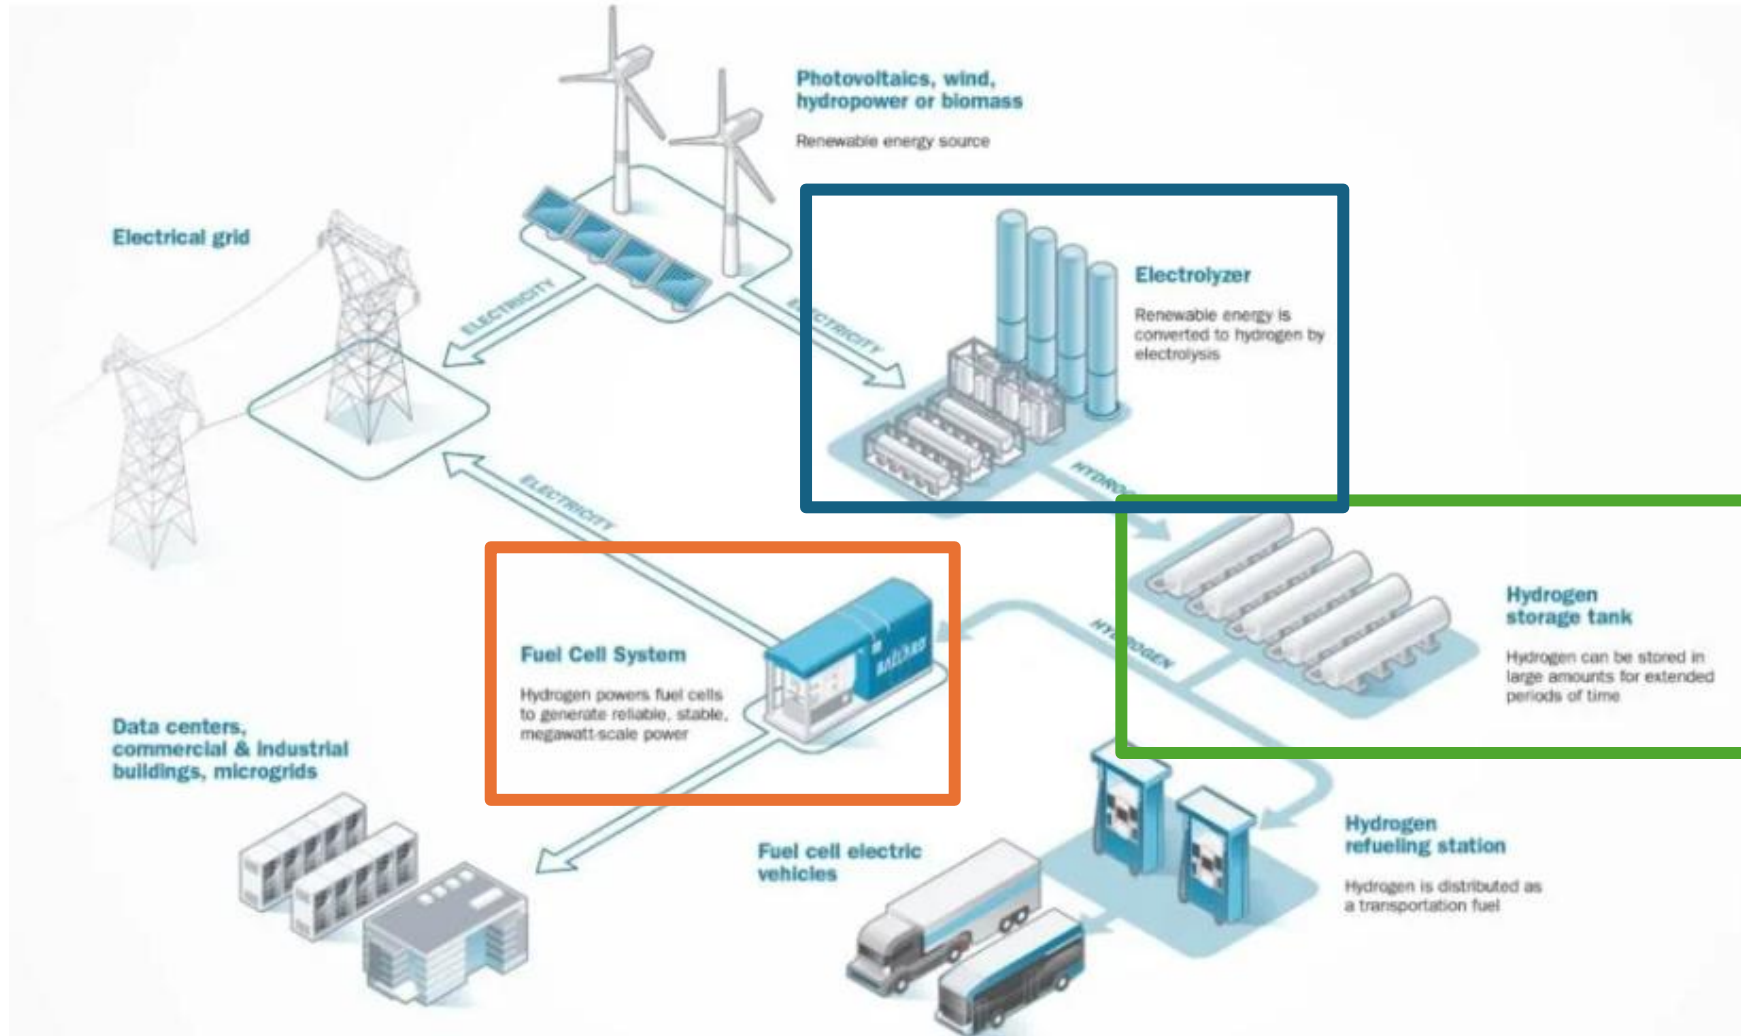 Photovoltaics, wind,
hydropower or biomass
Renewable energy source
Electrical grid
ELECTRICITY
ELECTRICITY
Electrolyzer
Renewable energy is
converted to hydrogen by
electrolysis
HYDROG
ELECTRICITY
Hydrogen
storage tank
Hydrogen can be stored in
large amounts for extended
periods of time
HYDROGEN
Fuel Cell System
Hydrogen powers fuel cells
to generate reliable, stable,
megawatt-scale power
BALLARD
Data centers,
commercial & industrial
buildings, microgrids
Fuel cell electric
vehicles
Hydrogen
refueling station
Hydrogen is distributed as
a transportation fuel